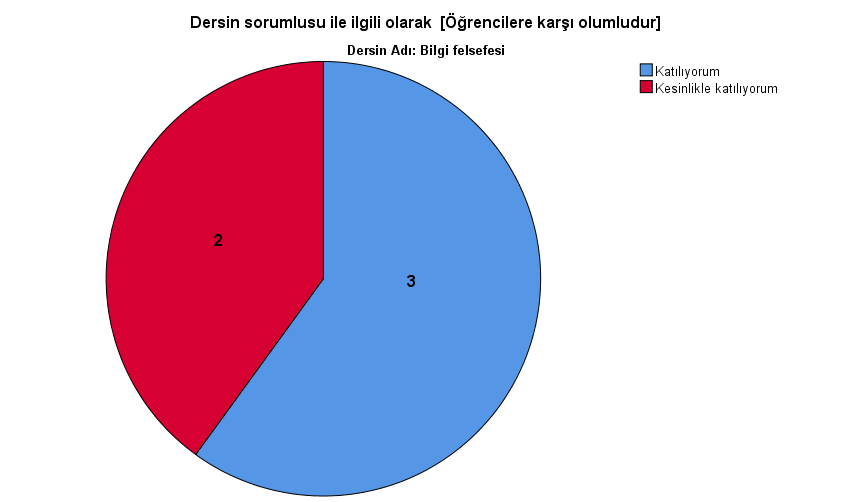 Dersin sorumlusu ile ilgili olarak [Öğrencilere karşı olumludur]
Dersin Adı: Bilgi felsefesi
Katılıyorum
Kesinlikle katılıyorum
2
3